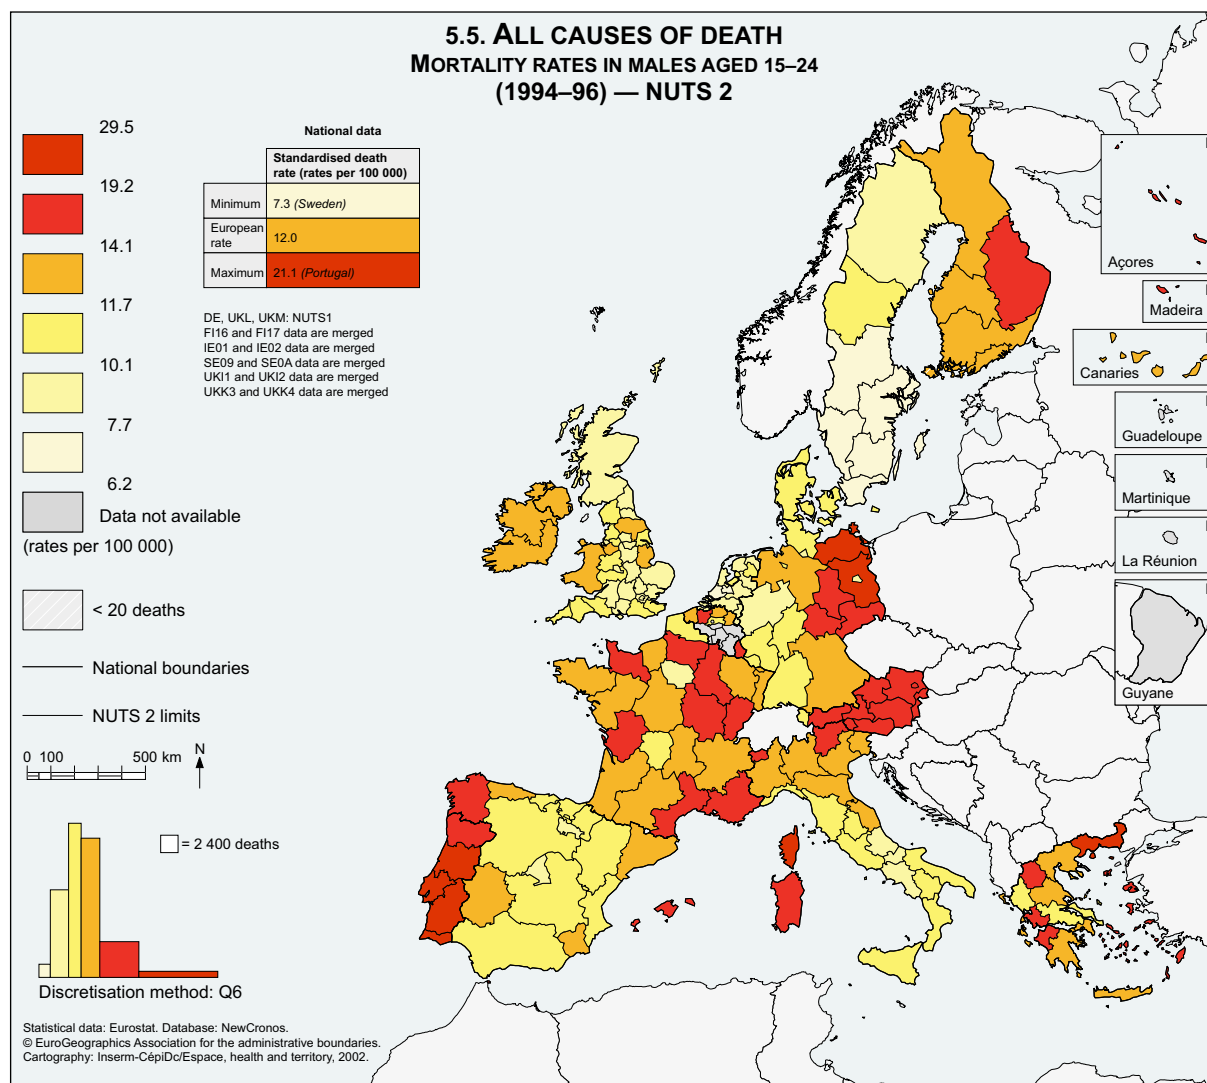 5.5. ALL CAUSES OF DEATH
MORTALITY RATES IN MALES AGED 15–24
(1994–96) — NUTS 2
29.5
19.2
14.1
11.7
10.1
7.7
6.2
Data not available
(rates per 100 000)
< 20 deaths
National boundaries
NUTS 2 limits
0 100 500 km
N
National data
Standardised death
rate (rates per 100 000)
Minimum 7.3 (Sweden)
European
rate
12.0
Maximum 21.1 (Portugal)
DE, UKL, UKM: NUTS1
FI16 and FI17 data are merged
IE01 and IE02 data are merged
SE09 and SE0A data are merged
UKI1 and UKI2 data are merged
UKK3 and UKK4 data are merged
Açores
Madeira
Canaries
Guadeloupe
Martinique
La Réunion
Guyane
= 2 400 deaths
Discretisation method: Q6
Statistical data: Eurostat. Database: NewCronos.
© EuroGeographics Association for the administrative boundaries.
Cartography: Inserm-CépiDc/Espace, health and territory, 2002.